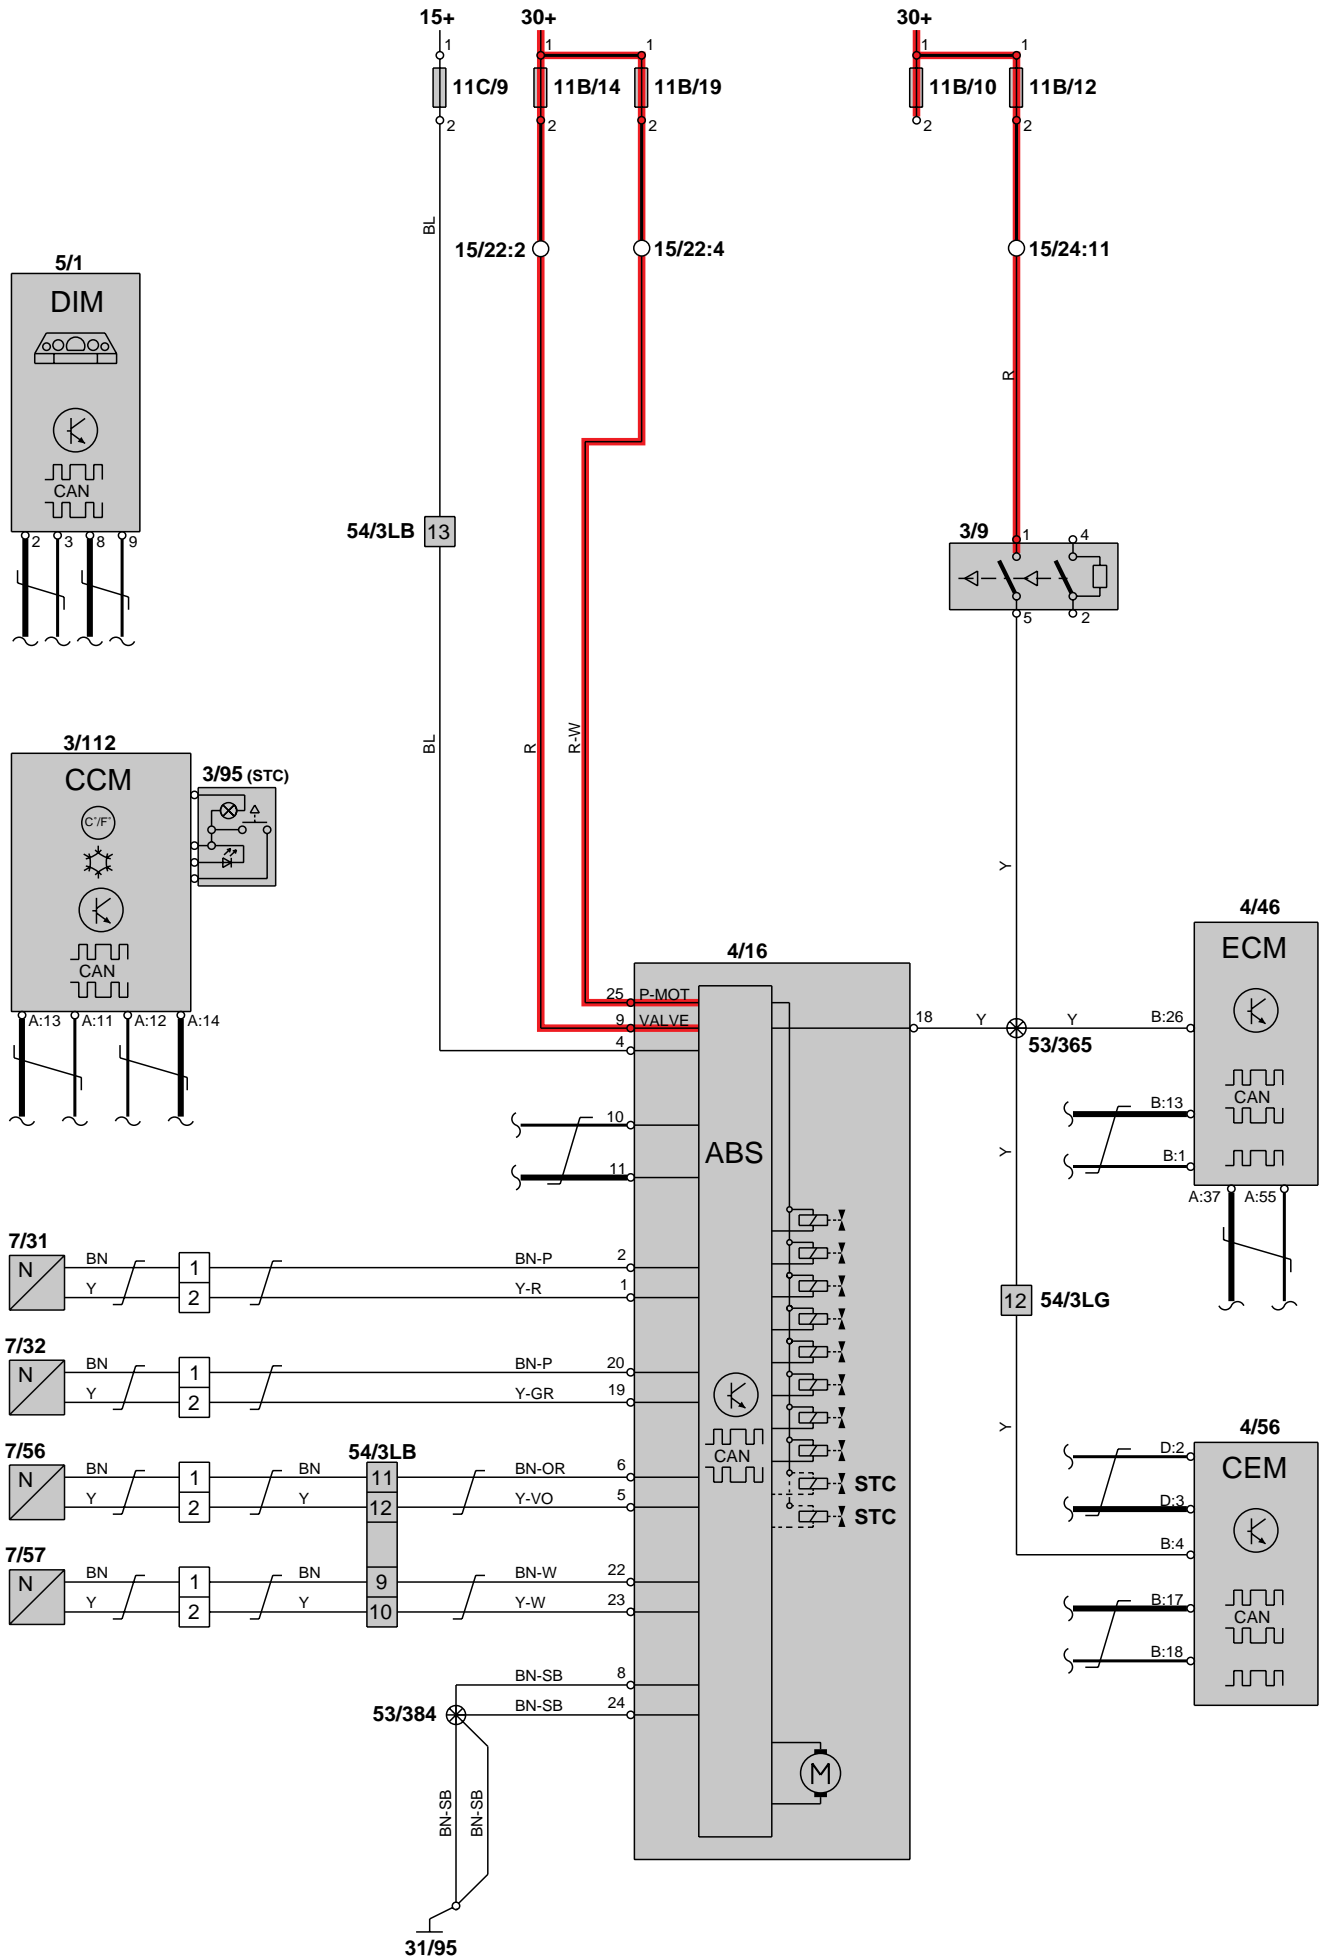 15+ 30+ 30+
1 1 1 1 1
11C/9 11B/14 11B/19 11B/10 11B/12
2 2 2 2 2
BL
15/22:2 15/22:4 15/24:11
5/1
DIM
CAN
2 3 8 9
R
54/3LB 13
3/9
1 4
5 2
BL R R-W
3/112
CCM
C°/F°
CAN
3/95 (STC)
A:13 A:11 A:12 A:14
Y
4/16
25 P-MOT
9 VALVE
4
10
11
ABS
CAN
18 Y Y B:26
53/365
4/46
ECM
CAN
B:13
B:1
A:37 A:55
Y
7/31
N BN 1 BN-P 2
Y 2 Y-R 1
12 54/3LG
7/32
N BN 1 BN-P 20
Y 2 Y-GR 19
Y
7/56 54/3LB
N BN 1 BN 11 BN-OR 6
Y 2 Y 12 Y-VO 5
STC
STC
7/57
N BN 1 BN 9 BN-W 22
Y 2 Y 10 Y-W 23
4/56
CEM
CAN
D:2
D:3
B:4
B:17
B:18
BN-SB 8
53/384 BN-SB 24
BN-SB BN-SB
M
31/95